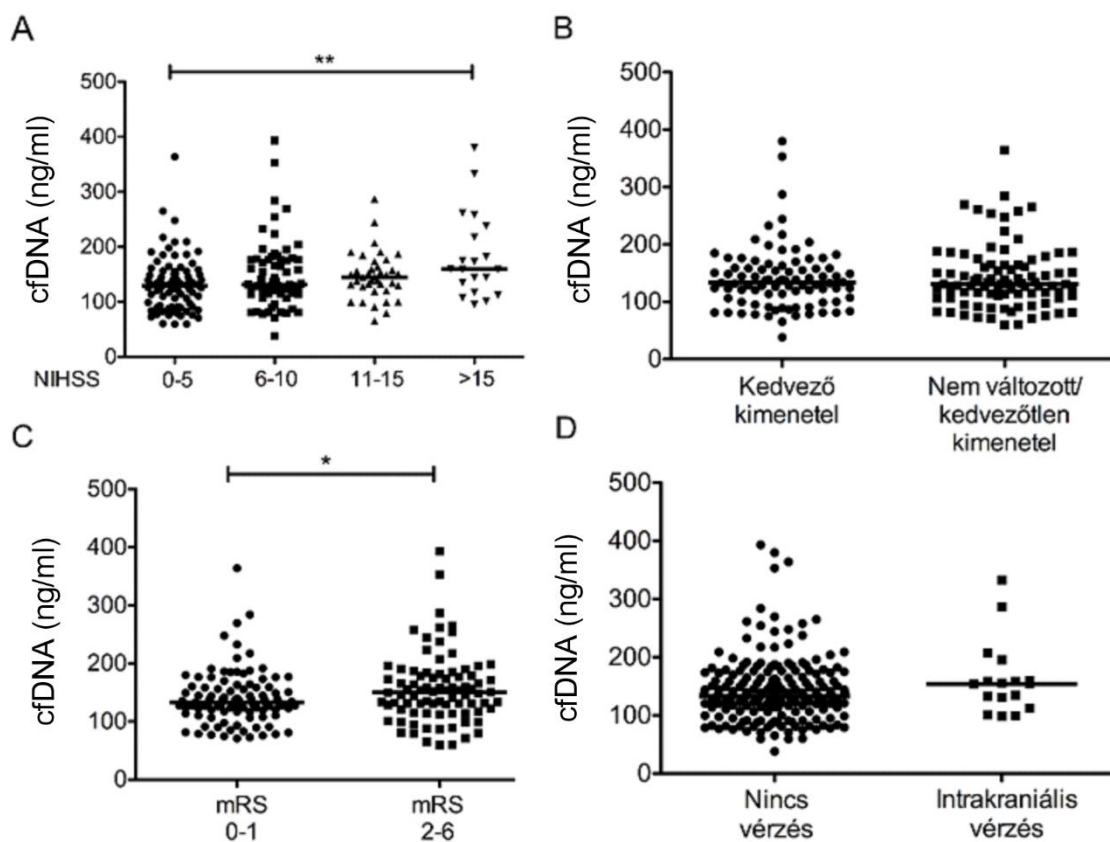 A
**
cfDNA (ng/ml)
500
400
300
200
100
0
NIHSS 0-5 6-10 11-15 >15
B
cfDNA (ng/ml)
500
400
300
200
100
0
Kedvező
kimenetel
Nem változott/
kedvezőtlen
kimenetel
C
*
cfDNA (ng/ml)
500
400
300
200
100
0
mRS
0-1
mRS
2-6
D
cfDNA (ng/ml)
500
400
300
200
100
0
Nincs
vérzés
Intrakraniális
vérzés